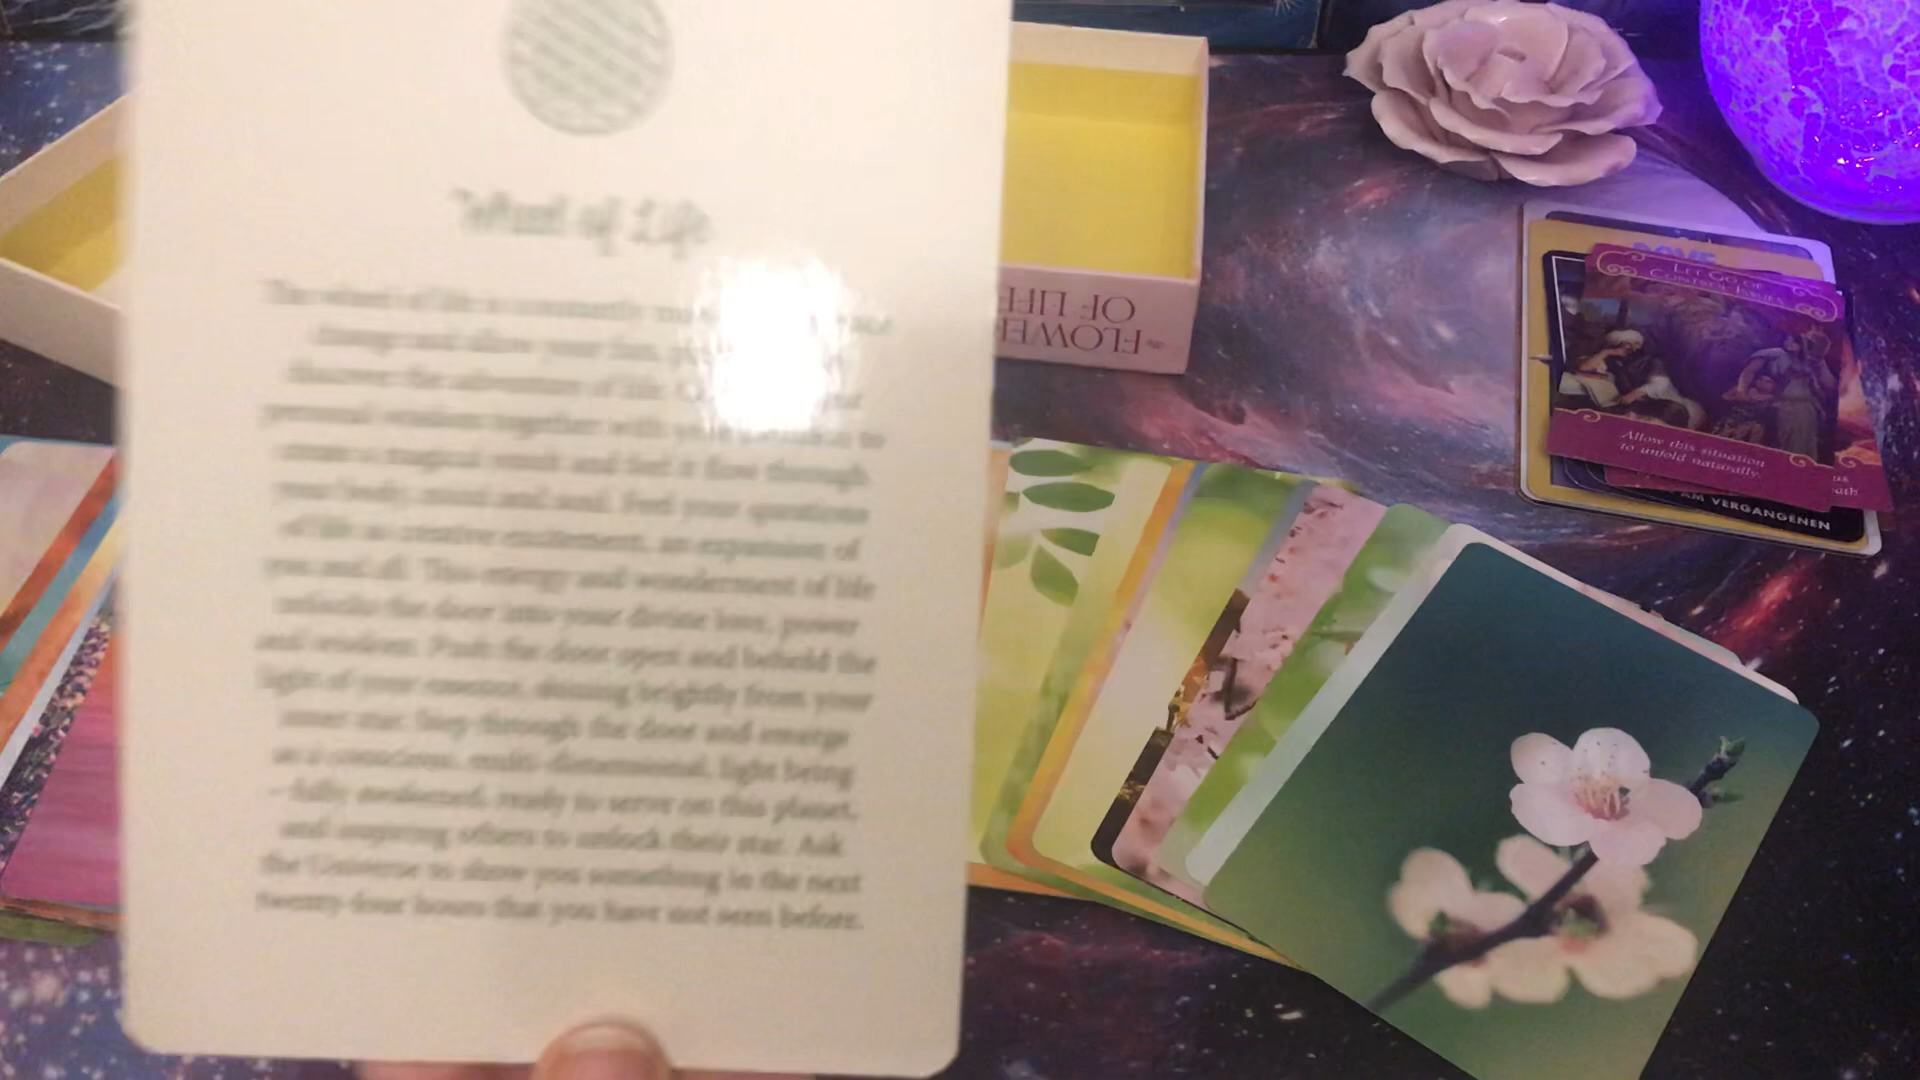 Wheel of Life
The wheel of life is constantly
things and allow your
discover the adventure of life.
personal wisdom together with your to
create a magical and let it flow through
your body, mind and soul. Feel your questions
of life as creative excitement, an expansion of
you and all. This energy and wonderment of life
unlocks the door into your divine love, power
and wisdom. Push the door open and behold the
light of your essence, shining brightly from your
inner star. Step through the door and emerge
as a conscious, multi-dimensional, light being
– fully awakened, ready to serve on this planet,
and inspiring others to unlock their star. Ask
the Universe to show you something in the next
twenty-four hours that you have not seen before.
FLOWER
OF LIFE
LET GO OF
CONTROL ISSUES
Allow this situation
to unfold naturally.
AM VERGANGENEN